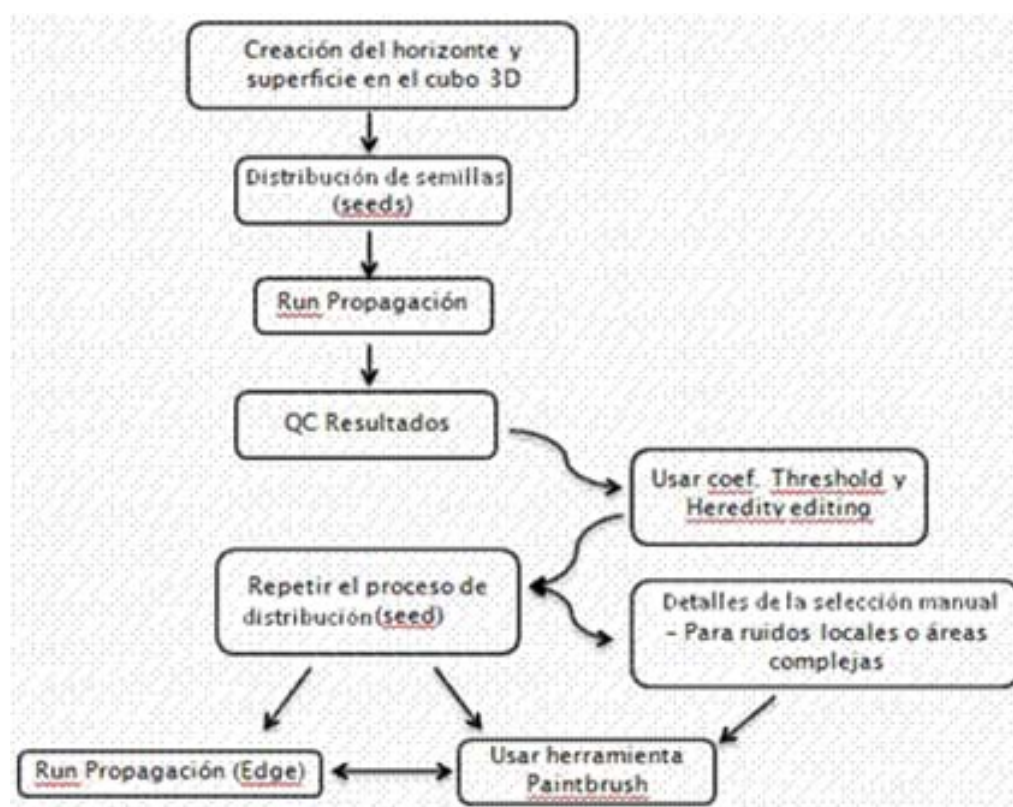 Creación del horizonte y
superficie en el cubo 3D
Distribución de semillas
(seeds)
Run Propagación
QC Resultados
Usar coef. Threshold y
Heredity editing
Repetir el proceso de
distribución(seed)
Detalles de la selección manual
- Para ruidos locales o áreas
complejas
Run Propagación (Edge)
Usar herramienta
Paintbrush